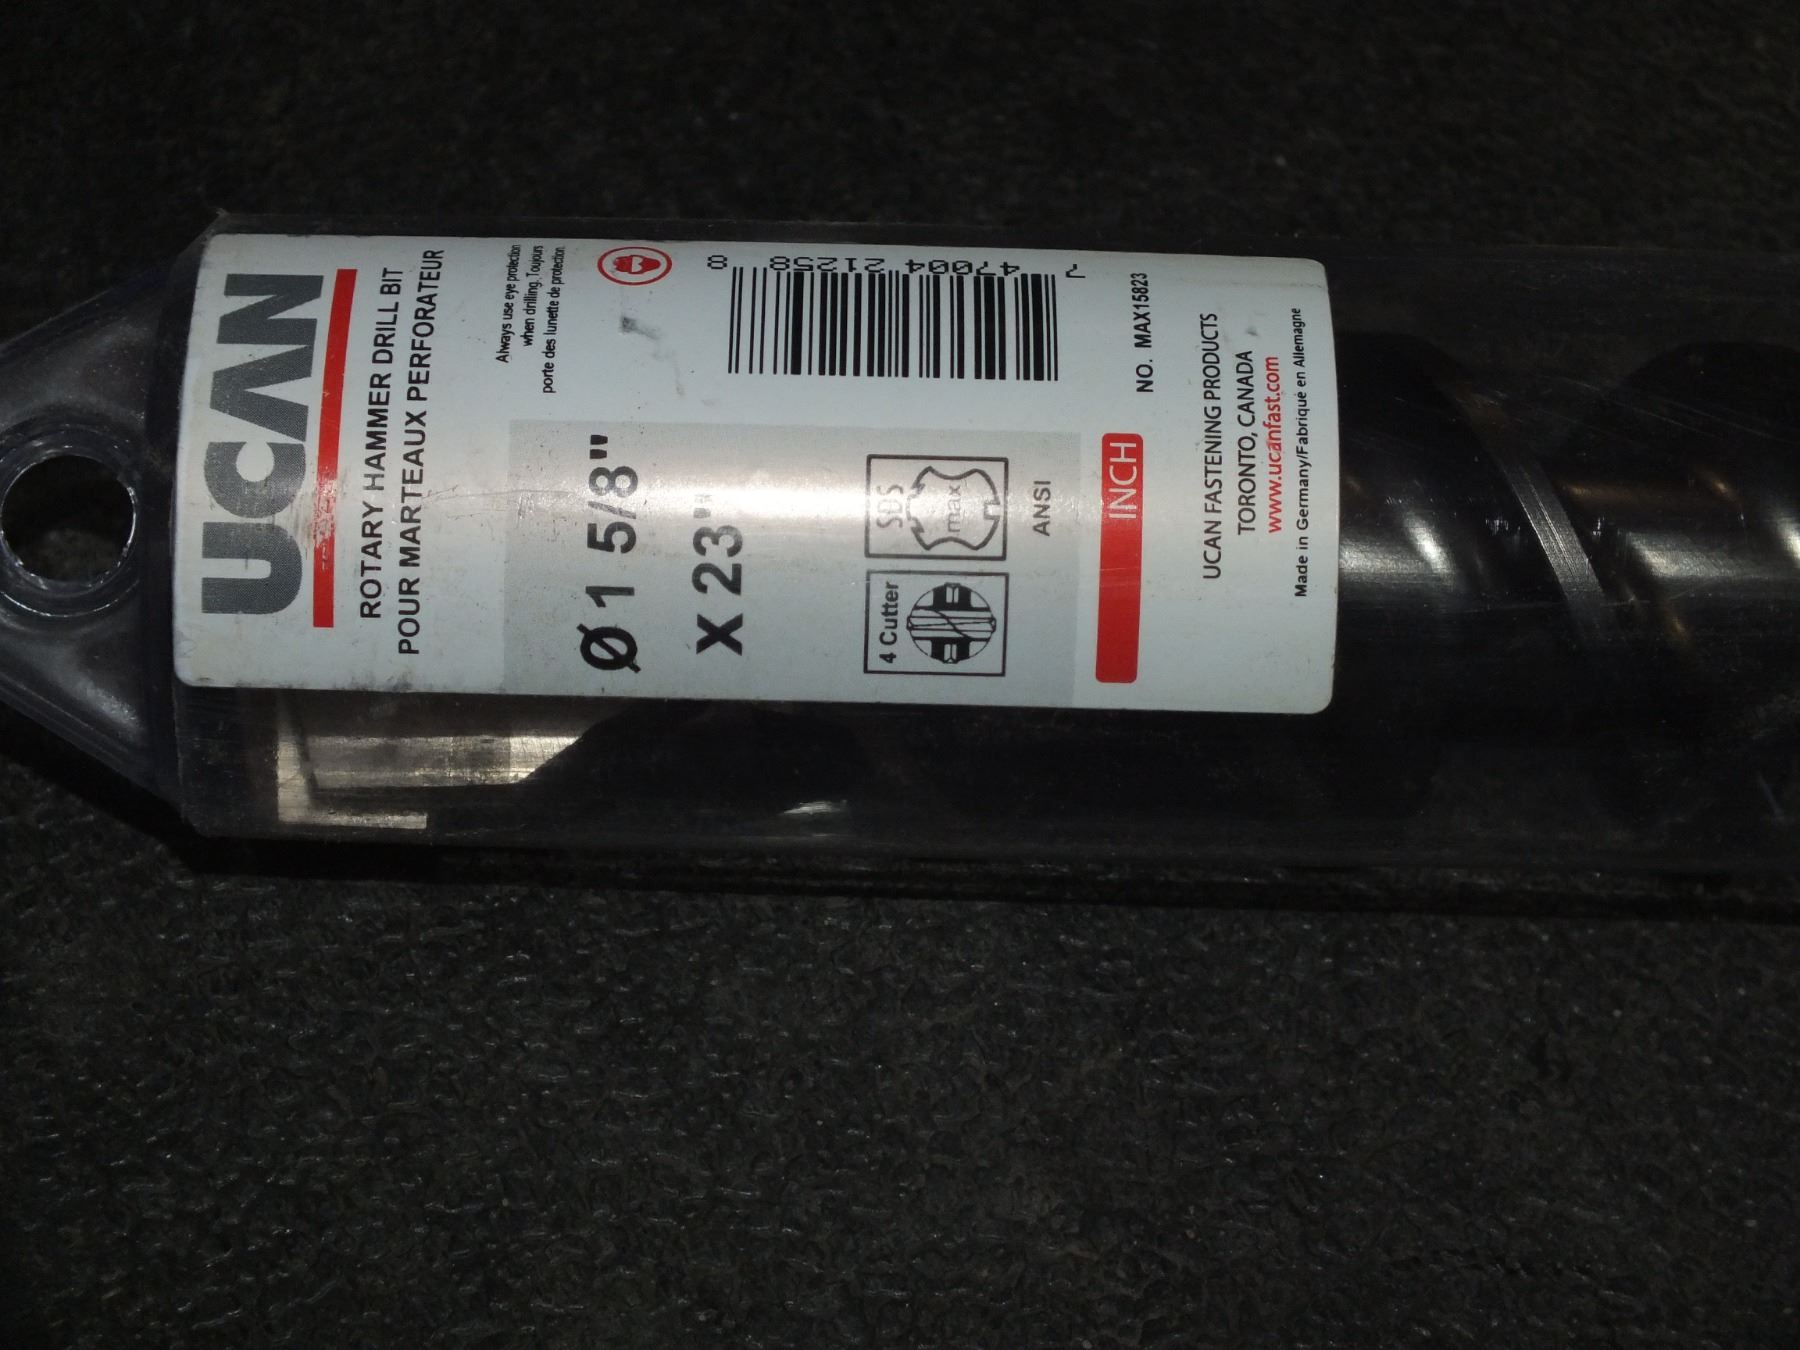 UCAN
ROTARY HAMMER DRILL BIT
POUR MARTEAUX PERFORATEUR
Always use eye protection
when drilling. Toujours
porte des lunette de protection.
Ø 1 5/8"
X 23"
7 47004 21258 8
4 Cutter
SDS
max
ANSI
INCH
NO. MAX15823
UCAN FASTENING PRODUCTS
TORONTO, CANADA
www.ucanfast.com
Made in Germany/Fabriqué en Allemagne